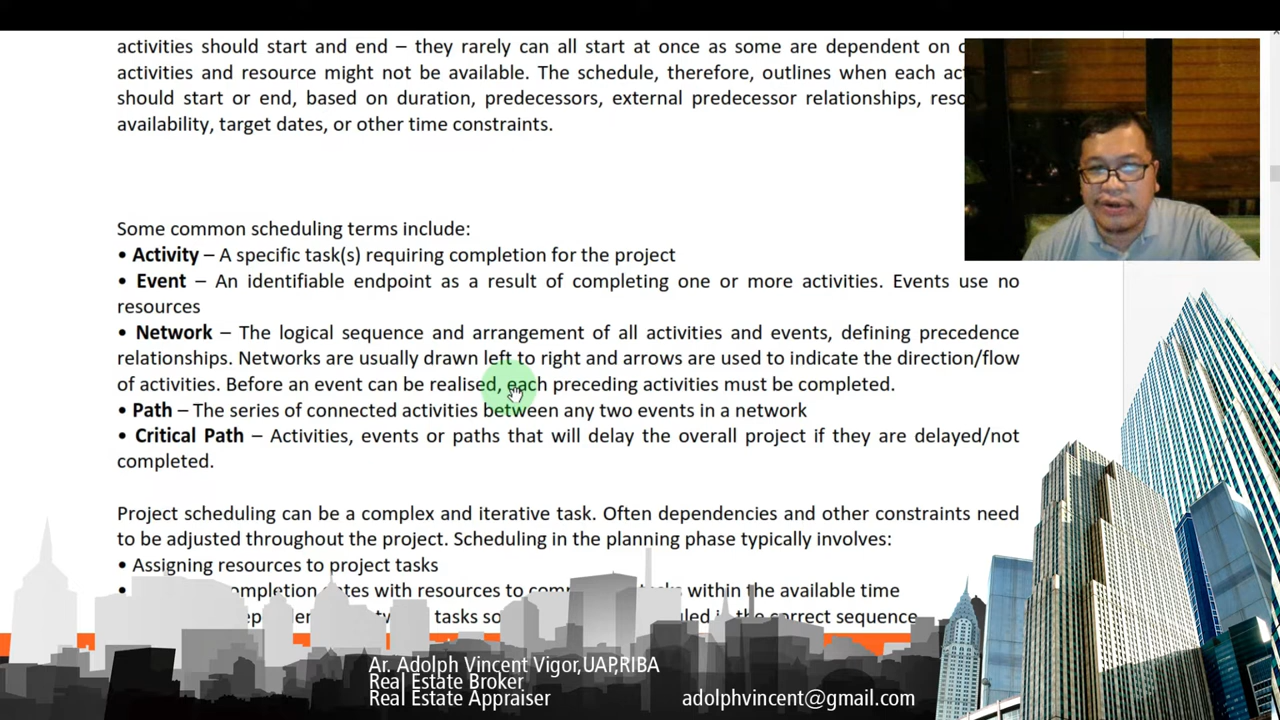 activities should start and end – they rarely can all start at once as some are dependent on
activities and resource might not be available. The schedule, therefore, outlines when each
should start or end, based on duration, predecessors, external predecessor relationships,
availability, target dates, or other time constraints.
Some common scheduling terms include:
• Activity – A specific task(s) requiring completion for the project
• Event – An identifiable endpoint as a result of completing one or more activities. Events use no
resources
• Network – The logical sequence and arrangement of all activities and events, defining precedence
relationships. Networks are usually drawn left to right and arrows are used to indicate the direction/flow
of activities. Before an event can be realised, each preceding activities must be completed.
• Path – The series of connected activities between any two events in a network
• Critical Path – Activities, events or paths that will delay the overall project if they are delayed/not
completed.
Project scheduling can be a complex and iterative task. Often dependencies and other constraints need
to be adjusted throughout the project. Scheduling in the planning phase typically involves:
• Assigning resources to project tasks
• with resources to within the available time
tasks correct sequence
Ar. Adolph Vincent Vigor,UAP,RIBA
Real Estate Broker
Real Estate Appraiser adolphvincent@gmail.com